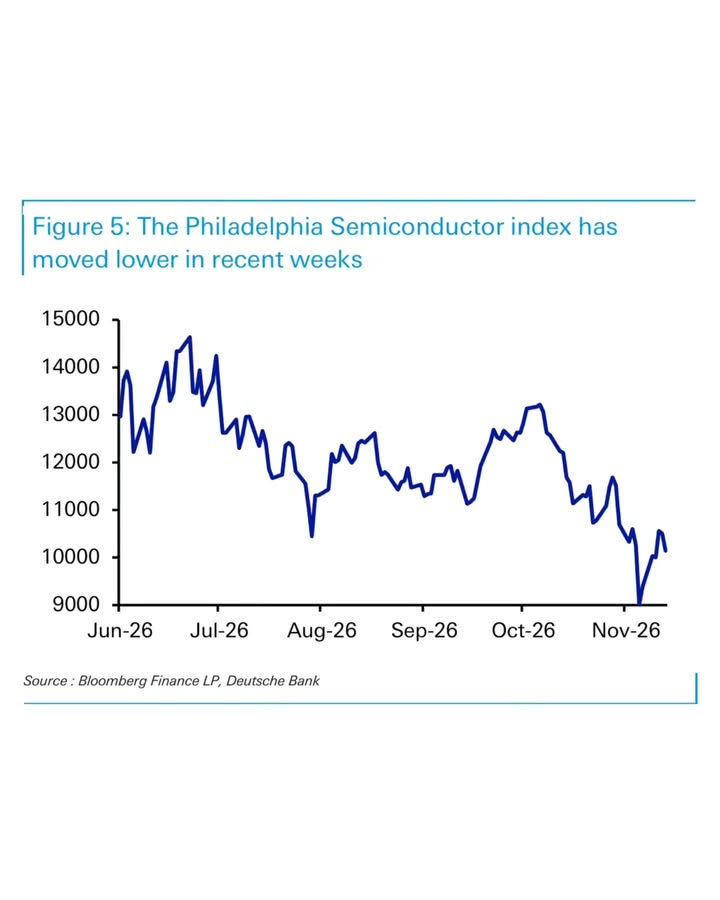 Figure 5: The Philadelphia Semiconductor index has
moved lower in recent weeks
15000
14000
13000
12000
11000
10000
9000
Jun-26 Jul-26 Aug-26 Sep-26 Oct-26 Nov-26
Source : Bloomberg Finance LP, Deutsche Bank